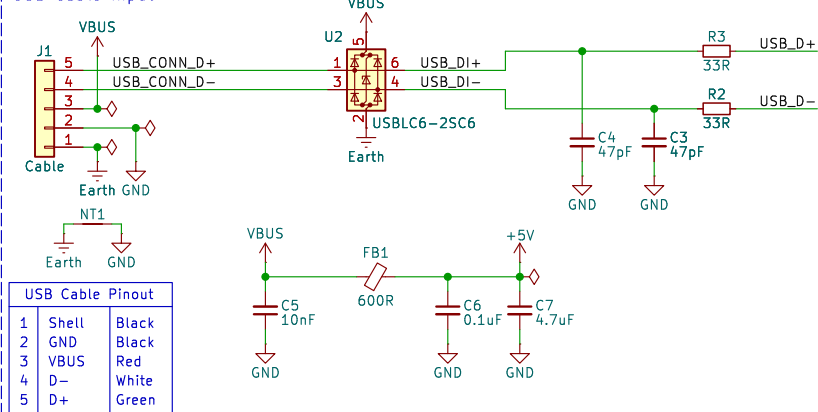 VBUS
VBUS
J1
U2
5
R3
5
USB_CONN_D+
1
6
USB_DI+
USB_D+
4
USB_CONN_D-
3
4
USB_DI-
33R
3
R2
USB_D-
2
2
USBLC6-2SC6
33R
1
C4
47pF
C3
47pF
Cable
Earth
Earth
GND
GND
GND
NT1
Earth
GND
VBUS
FB1
+5V
600R
C5
10nF
C6
0.1uF
C7
4.7uF
GND
GND
GND
USB Cable Pinout
1 Shell Black
2 GND Black
3 VBUS Red
4 D- White
5 D+ Green